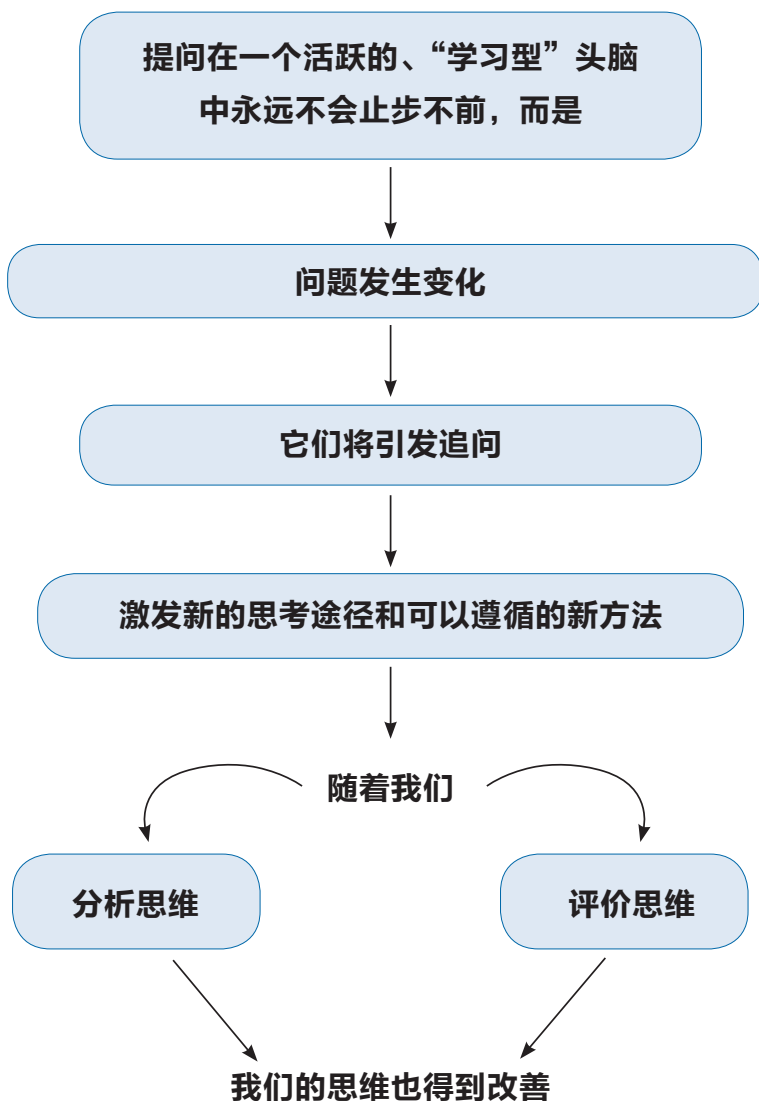 提问在一个活跃的、“学习型”头脑
中永远不会止步不前，而是
问题发生变化
它们将引发追问
激发新的思考途径和可以遵循的新方法
随着我们
分析思维
评价思维
我们的思维也得到改善